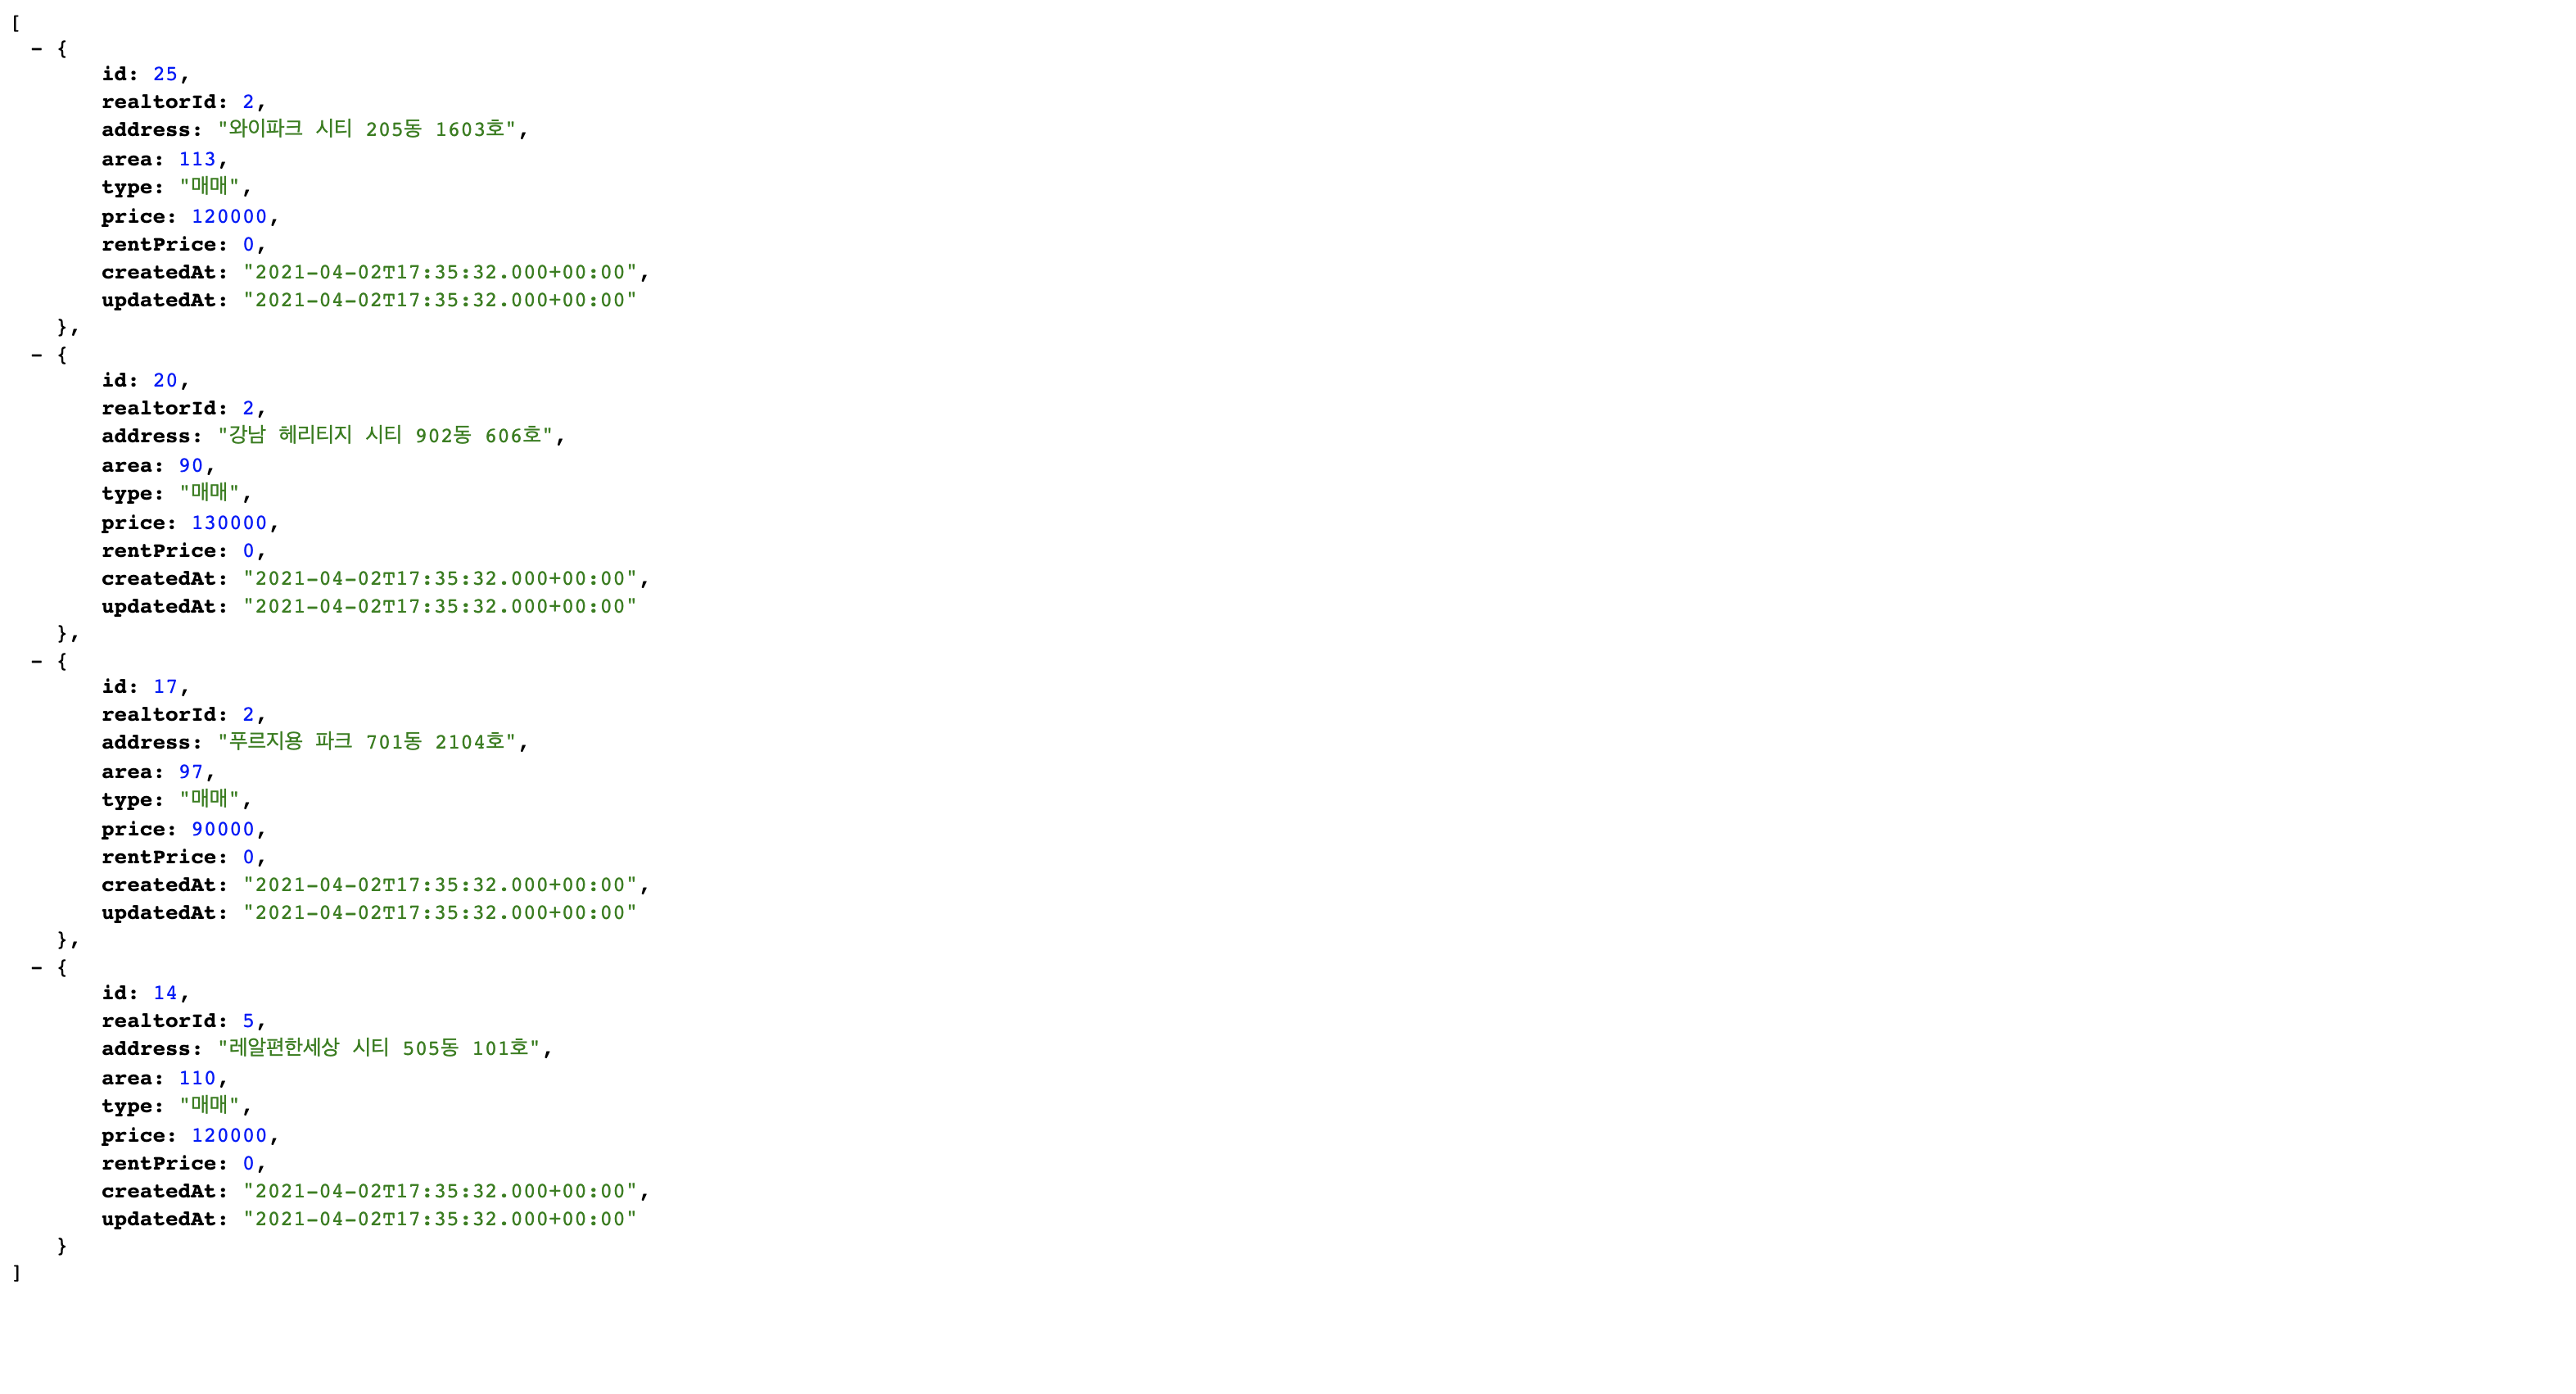 [
- {
id: 25,
realtorId: 2,
address: "와이파크 시티 205동 1603호",
area: 113,
type: "매매",
price: 120000,
rentPrice: 0,
createdAt: "2021-04-02T17:35:32.000+00:00",
updatedAt: "2021-04-02T17:35:32.000+00:00"
},
- {
id: 20,
realtorId: 2,
address: "강남 헤리티지 시티 902동 606호",
area: 90,
type: "매매",
price: 130000,
rentPrice: 0,
createdAt: "2021-04-02T17:35:32.000+00:00",
updatedAt: "2021-04-02T17:35:32.000+00:00"
},
- {
id: 17,
realtorId: 2,
address: "푸르지용 파크 701동 2104호",
area: 97,
type: "매매",
price: 90000,
rentPrice: 0,
createdAt: "2021-04-02T17:35:32.000+00:00",
updatedAt: "2021-04-02T17:35:32.000+00:00"
},
- {
id: 14,
realtorId: 5,
address: "레알편한세상 시티 505동 101호",
area: 110,
type: "매매",
price: 120000,
rentPrice: 0,
createdAt: "2021-04-02T17:35:32.000+00:00",
updatedAt: "2021-04-02T17:35:32.000+00:00"
}
]